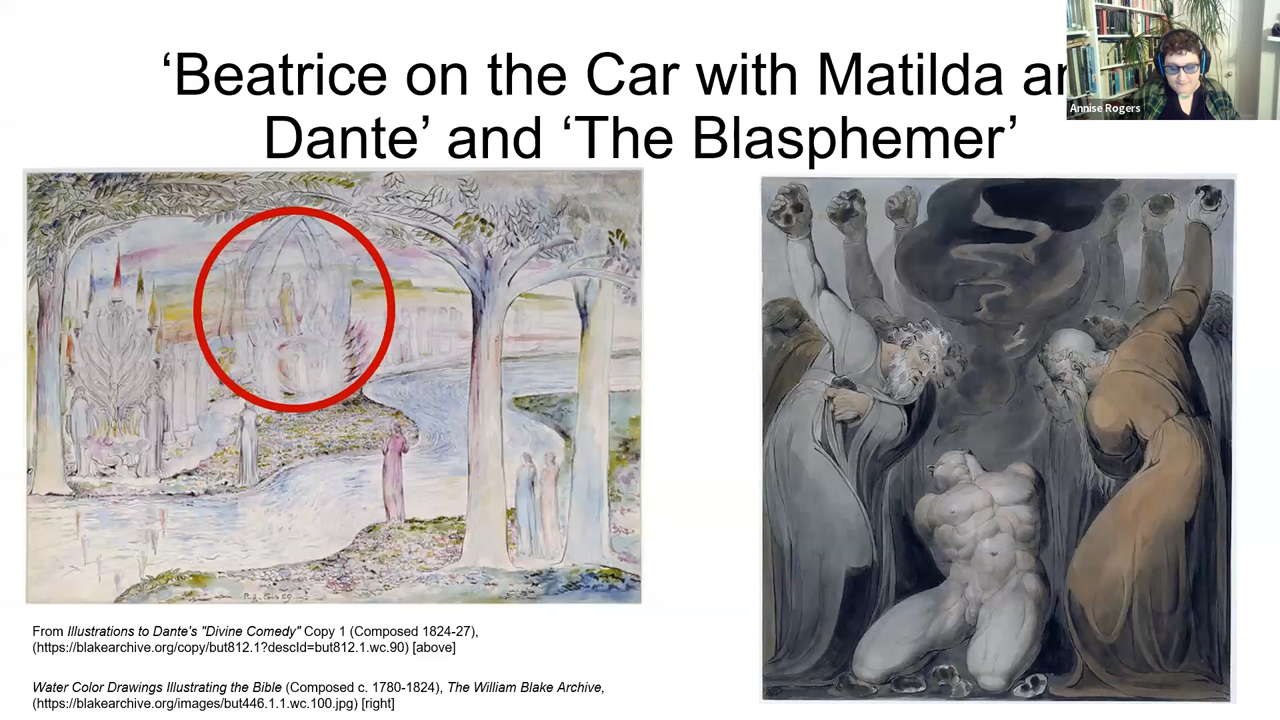 ‘Beatrice on the Car with Matilda
Dante’ and ‘The Blasphemer’
Annise Rogers
From Illustrations to Dante's "Divine Comedy" Copy 1 (Composed 1824-27),
(https://blakearchive.org/copy/but812.1?descId=but812.1.wc.90) [above]
Water Color Drawings Illustrating the Bible (Composed c. 1780-1824), The William Blake Archive,
(https://blakearchive.org/images/but446.1.1.wc.100.jpg) [right]